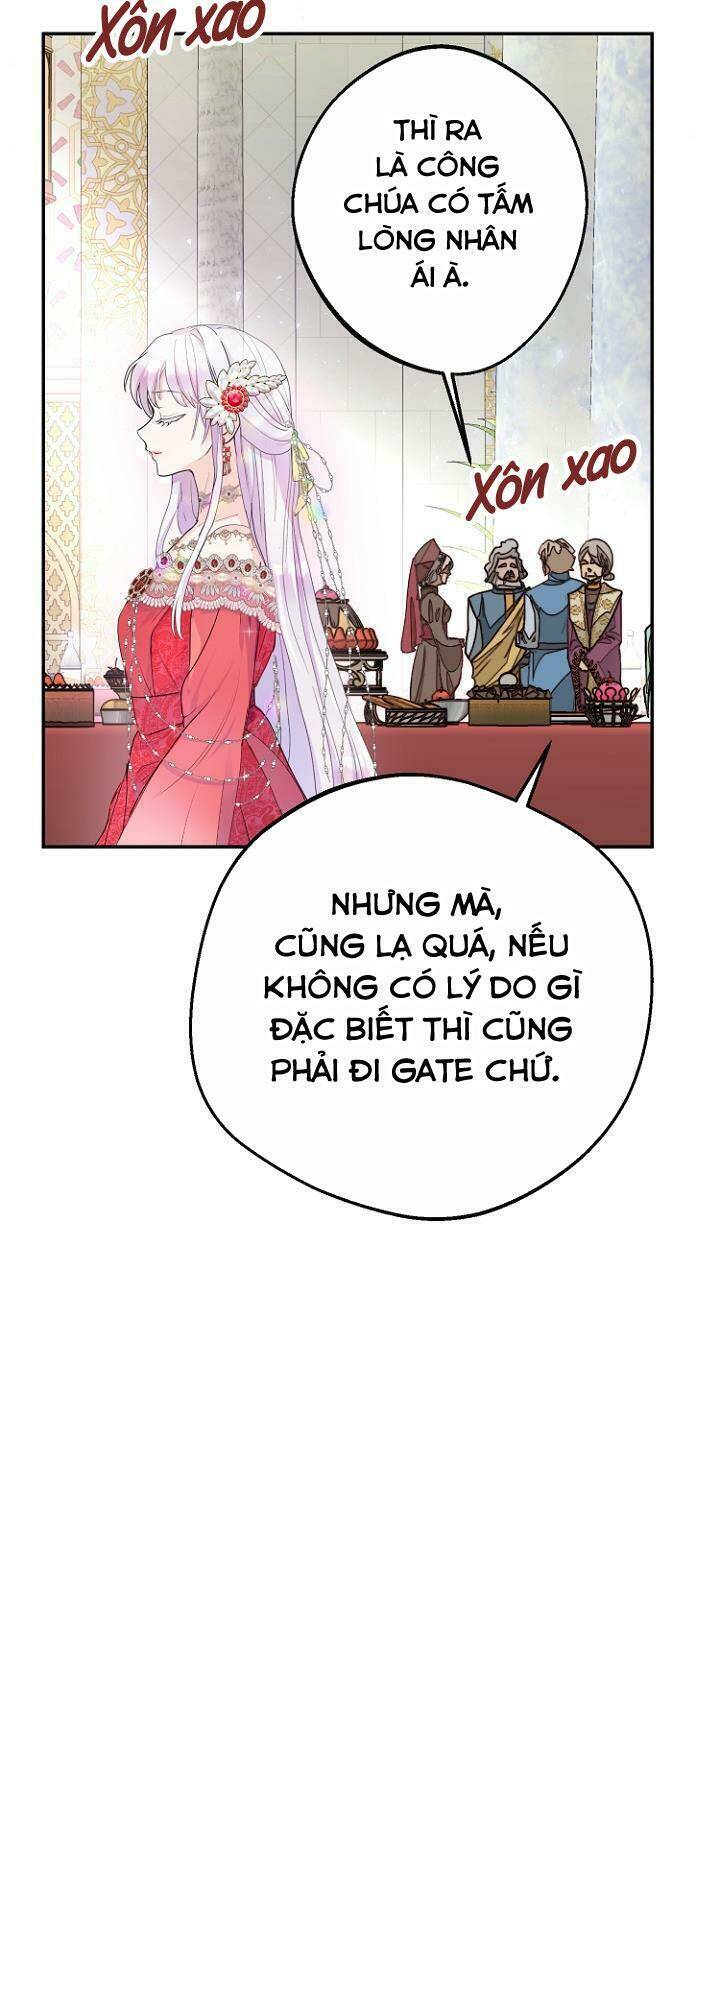 Xôn xao
THÌ RA
LÀ CÔNG
CHÚA CÓ TẤM
LÒNG NHÂN
ÁI À.
Xôn xao
NHƯNG MÀ,
CŨNG LẠ QUÁ, NẾU
KHÔNG CÓ LÝ DO GÌ
ĐẶC BIẾT THÌ CŨNG
PHẢI ĐI GATE CHỨ.